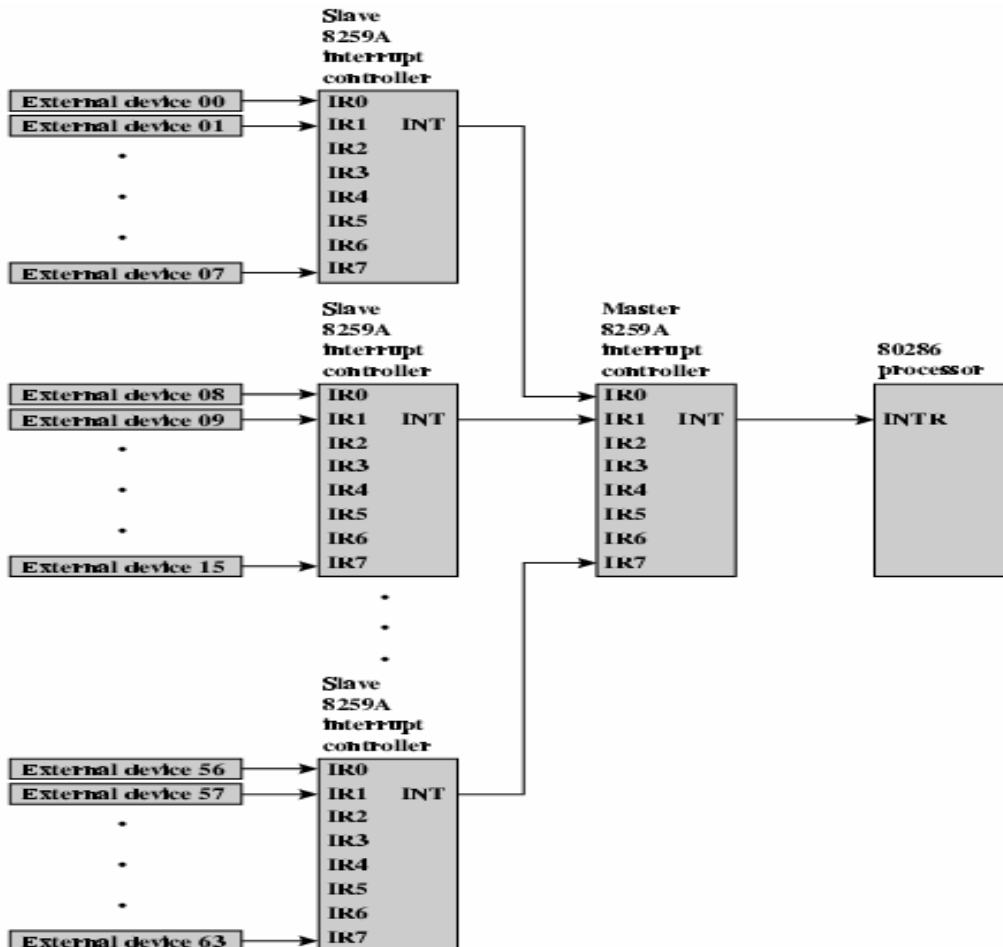 Slave
8259A
interrupt
controller
External device 00
External device 01
External device 07
IR0
IR1 INT
IR2
IR3
IR4
IR5
IR6
IR7
Slave
8259A
interrupt
controller
External device 08
External device 09
External device 15
IR0
IR1 INT
IR2
IR3
IR4
IR5
IR6
IR7
Master
8259A
interrupt
controller
IR0
IR1 INT
IR2
IR3
IR4
IR5
IR6
IR7
80286
processor
INTR
Slave
8259A
interrupt
controller
External device 56
External device 57
External device 63
IR0
IR1 INT
IR2
IR3
IR4
IR5
IR6
IR7